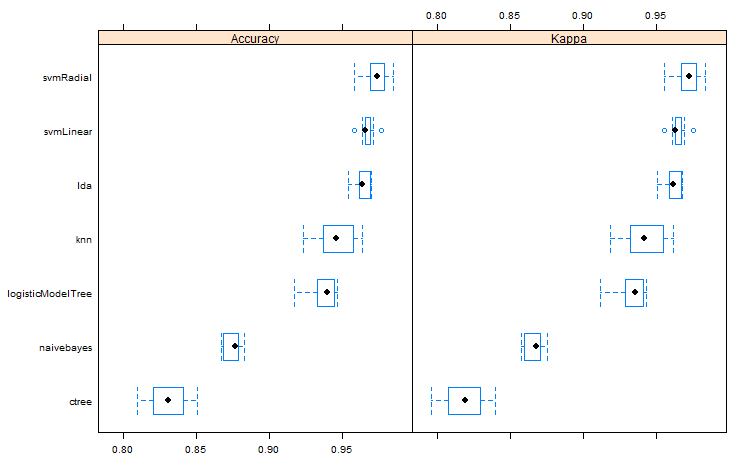 0.80 0.85 0.90 0.95
Accuracy Kappa
svmRadial
svmLinear
lda
knn
logisticModelTree
naivebayes
ctree
0.80 0.85 0.90 0.95